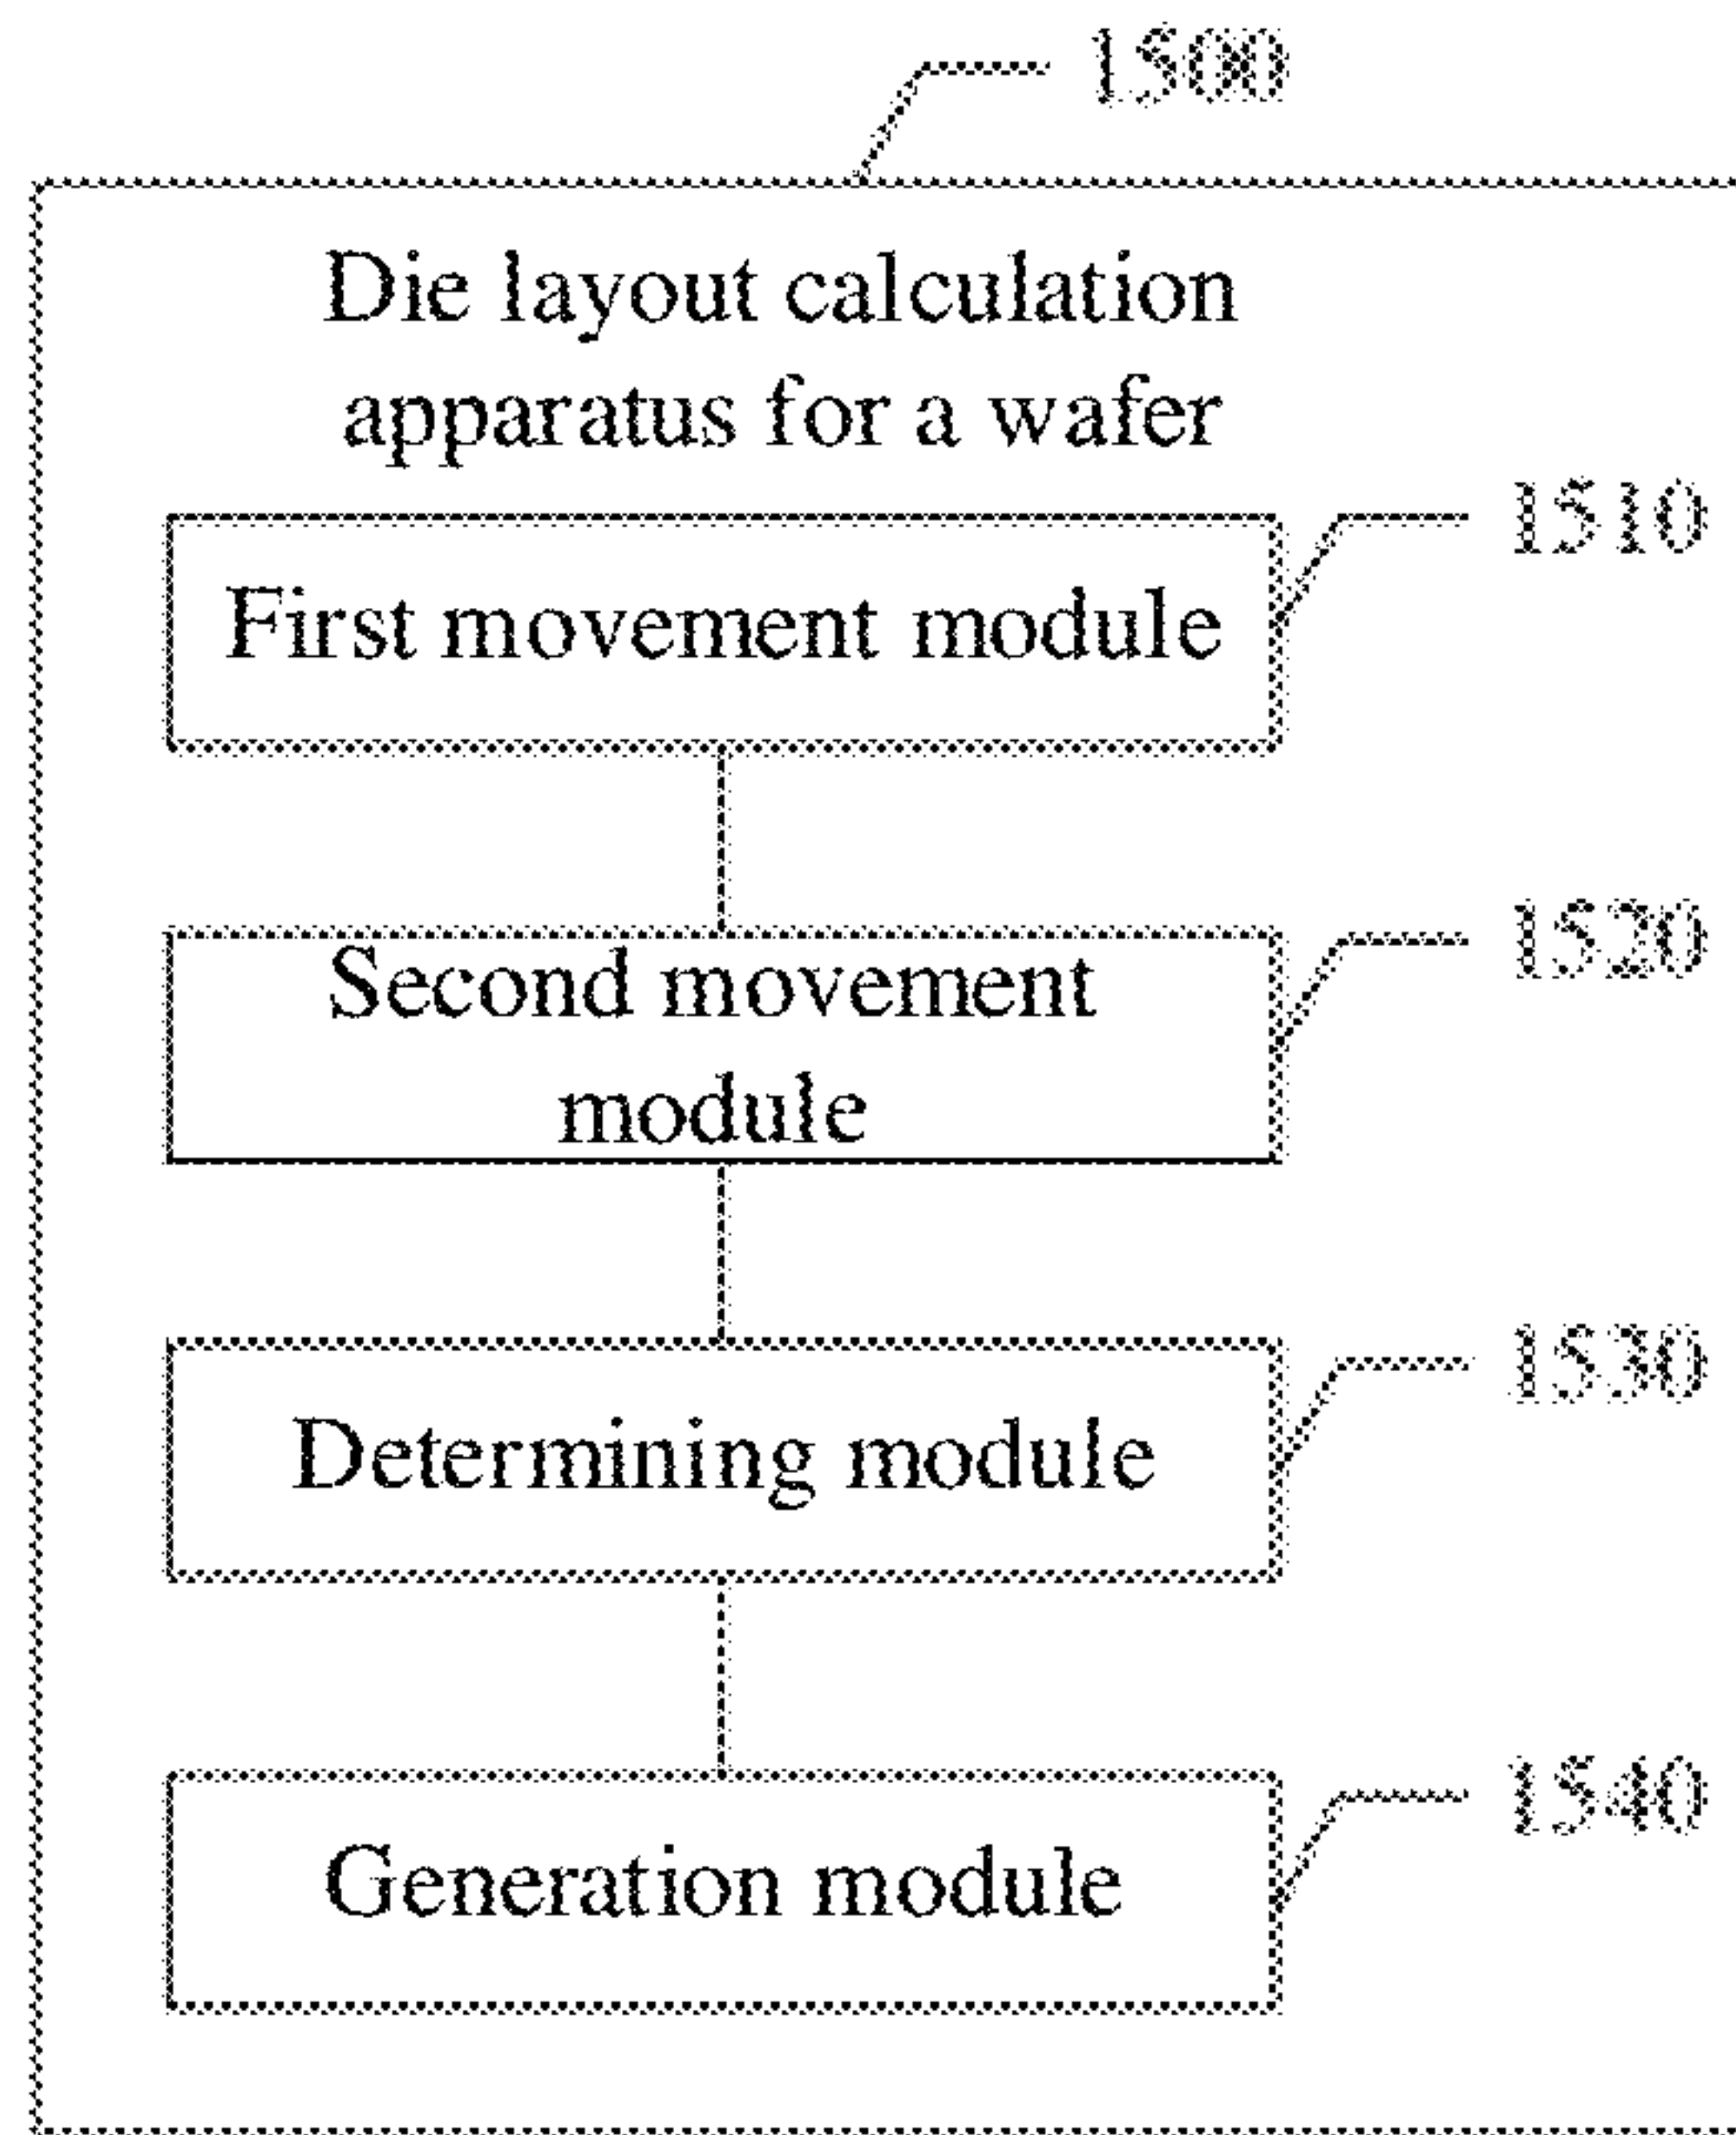 1500
Die layout calculation
apparatus for a wafer
1510
First movement module
1520
Second movement
module
1530
Determining module
1540
Generation module